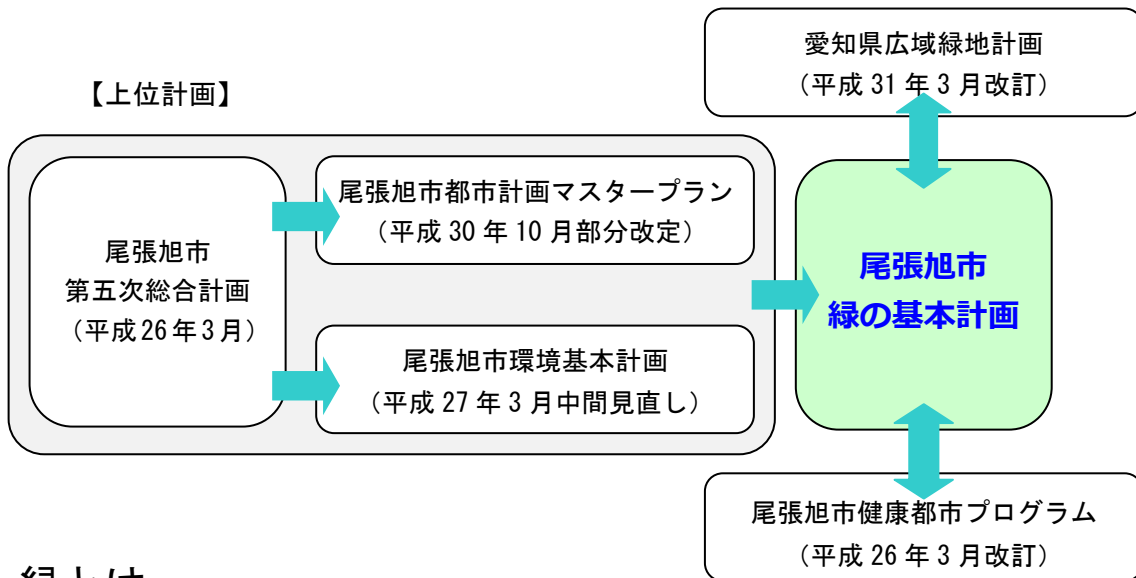 愛知県広域緑地計画
（平成 31 年 3 月改訂）
【上位計画】
尾張旭市
第五次総合計画
（平成 26 年 3 月）
尾張旭市都市計画マスタープラン
（平成 30 年 10 月部分改定）
尾張旭市環境基本計画
（平成 27 年 3 月中間見直し）
尾張旭市
緑の基本計画
尾張旭市健康都市プログラム
（平成 26 年 3 月改訂）